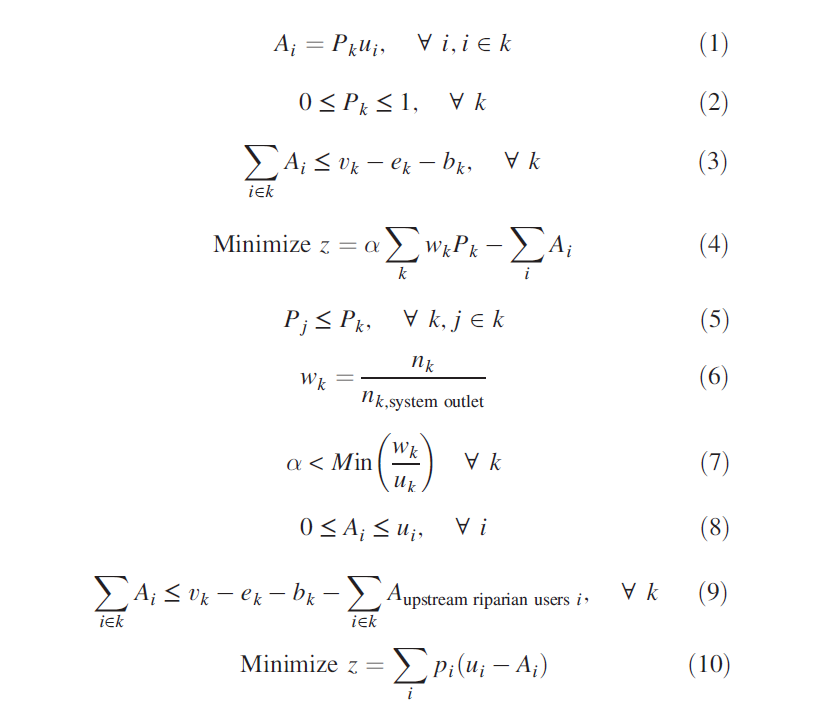 A_i = P_k u_i, ∀ i, i ∈ k (1)
0 ≤ P_k ≤ 1, ∀ k (2)
∑_{i∈k} A_i ≤ v_k − e_k − b_k, ∀ k (3)
Minimize z = α ∑_k w_k P_k − ∑_i A_i (4)
P_j ≤ P_k, ∀ k, j ∈ k (5)
w_k = n_k / n_{k,system outlet} (6)
α < Min(w_k / u_k) ∀ k (7)
0 ≤ A_i ≤ u_i, ∀ i (8)
∑_{i∈k} A_i ≤ v_k − e_k − b_k − ∑_{i∈k} A_{upstream riparian users i}, ∀ k (9)
Minimize z = ∑_i p_i(u_i − A_i) (10)